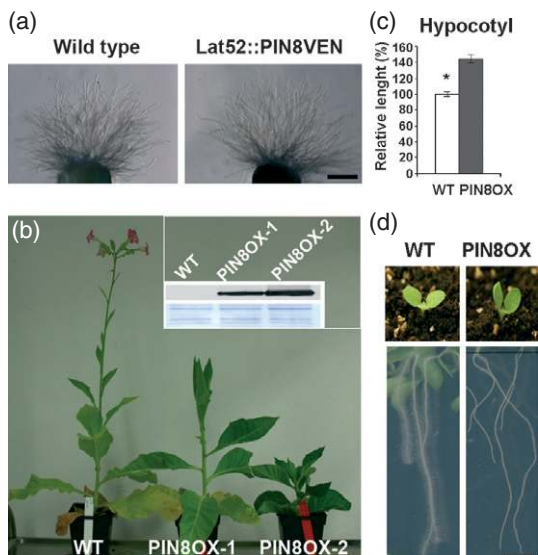 (a)
Wild type
Lat52::PIN8VEN
(c)
Hypocotyl
Relative lenght (%)
160
140
120
100
80
60
40
20
0
*
WT PIN8OX
(b)
WT
PIN8OX-1
PIN8OX-2
WT
PIN8OX-1
PIN8OX-2
(d)
WT
PIN8OX